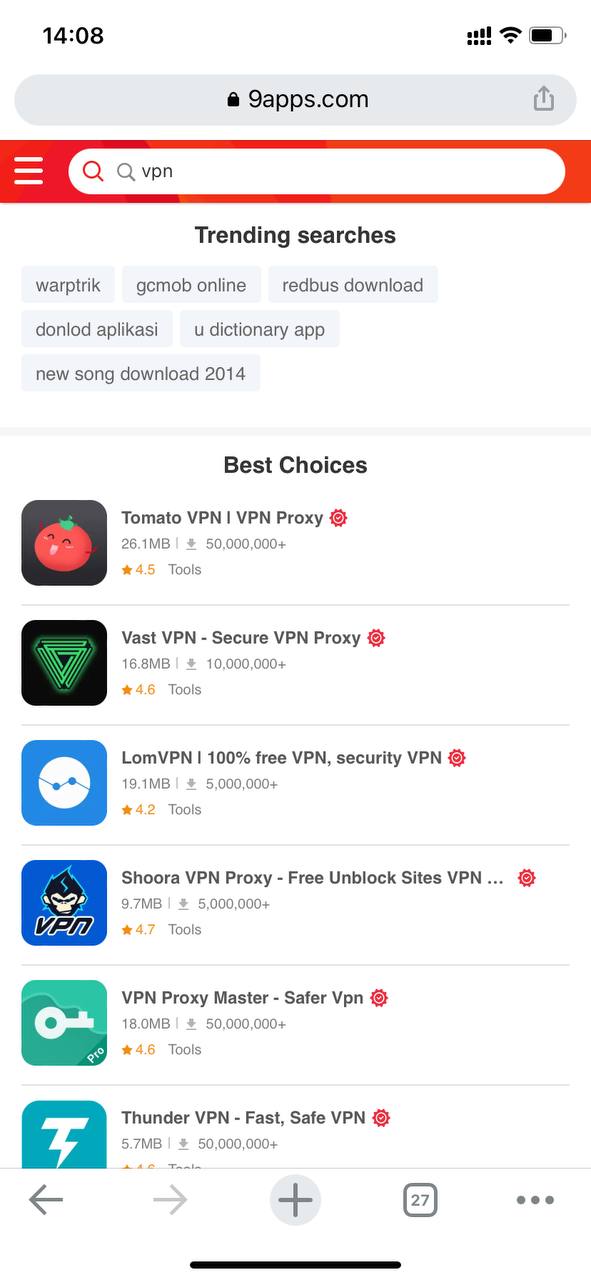 14:08
9apps.com
vpn
Trending searches
warptrik
gcmob online
redbus download
donlod aplikasi
u dictionary app
new song download 2014
Best Choices
Tomato VPN | VPN Proxy
26.1MB | 50,000,000+
4.5 Tools
Vast VPN - Secure VPN Proxy
16.8MB | 10,000,000+
4.6 Tools
LomVPN | 100% free VPN, security VPN
19.1MB | 5,000,000+
4.2 Tools
VPN
Shoora VPN Proxy - Free Unblock Sites VPN ...
9.7MB | 5,000,000+
4.7 Tools
Pro
VPN Proxy Master - Safer Vpn
18.0MB | 50,000,000+
4.6 Tools
Thunder VPN - Fast, Safe VPN
5.7MB | 50,000,000+
4.6 Tools
27